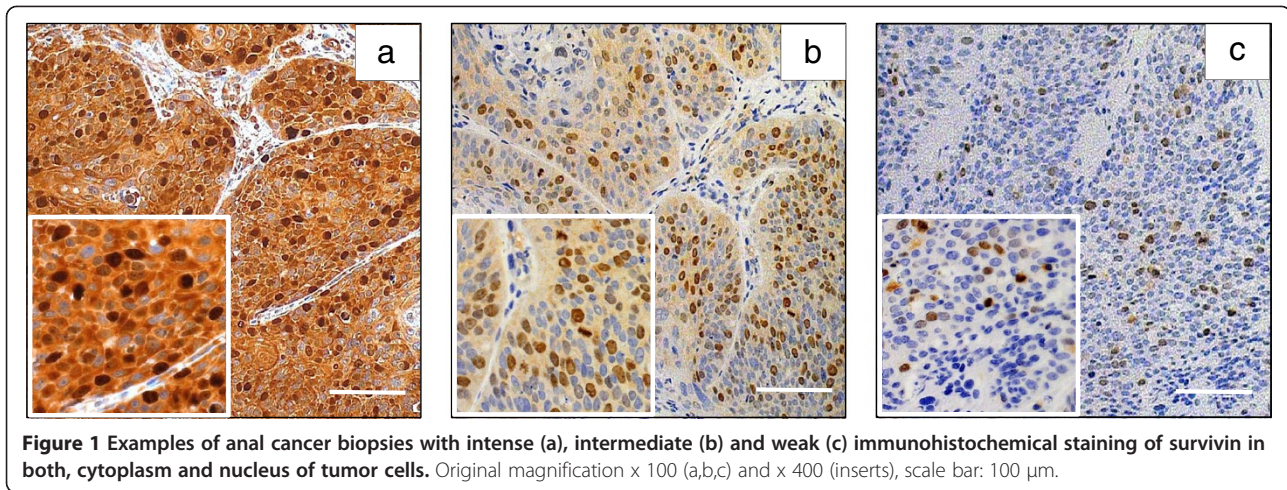 a
b
c
Figure 1 Examples of anal cancer biopsies with intense (a), intermediate (b) and weak (c) immunohistochemical staining of survivin in
both, cytoplasm and nucleus of tumor cells. Original magnification x 100 (a,b,c) and x 400 (inserts), scale bar: 100 μm.